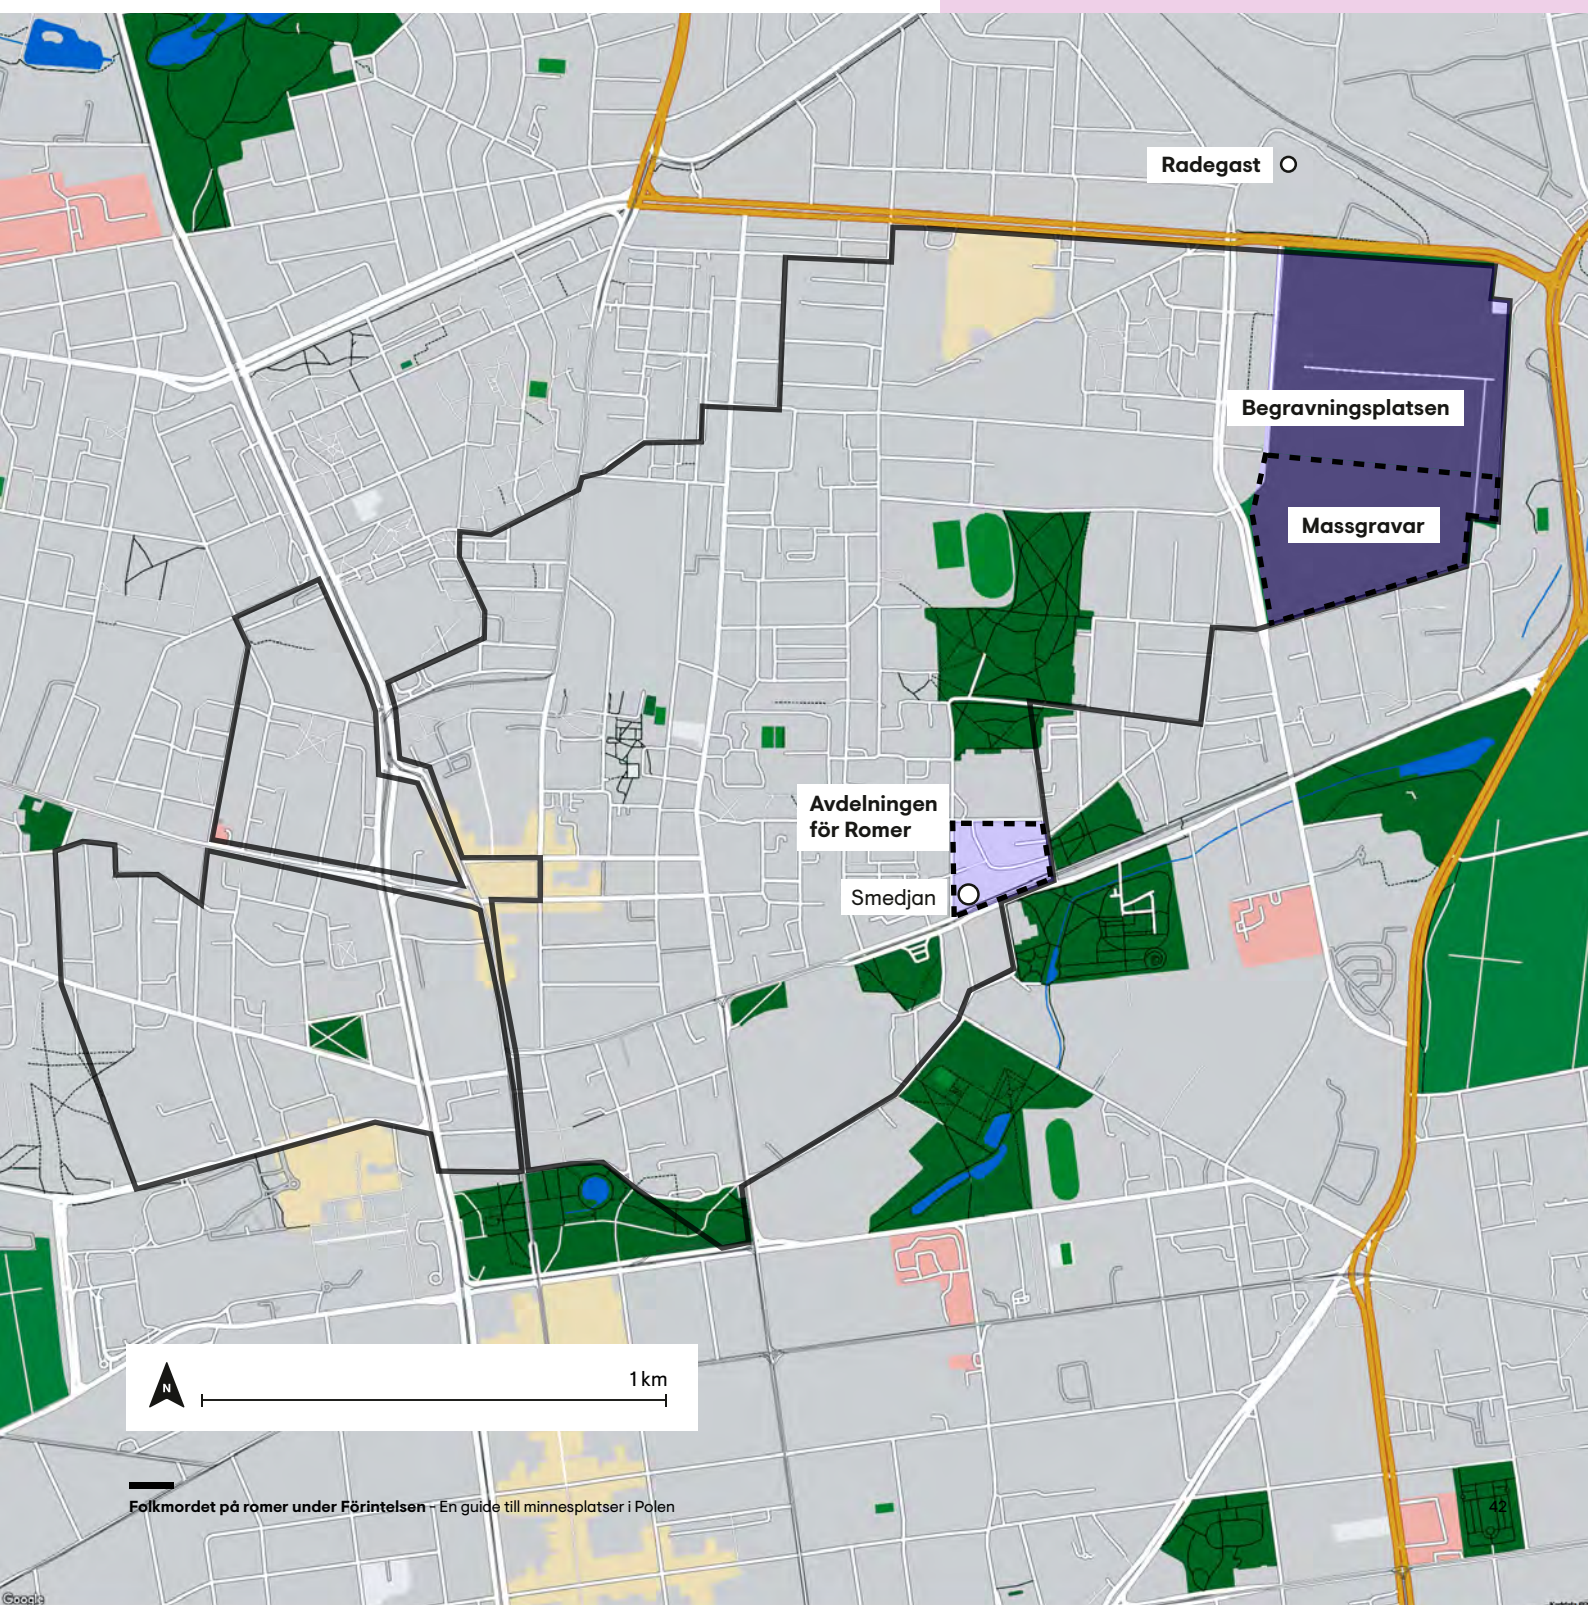 Radegast
Begravningsplatsen
Massgravar
Avdelningen
för Romer
Smedjan
N
1 km
Folkmordet på romer under Förintelsen - En guide till minnesplatser i Polen
42
Google